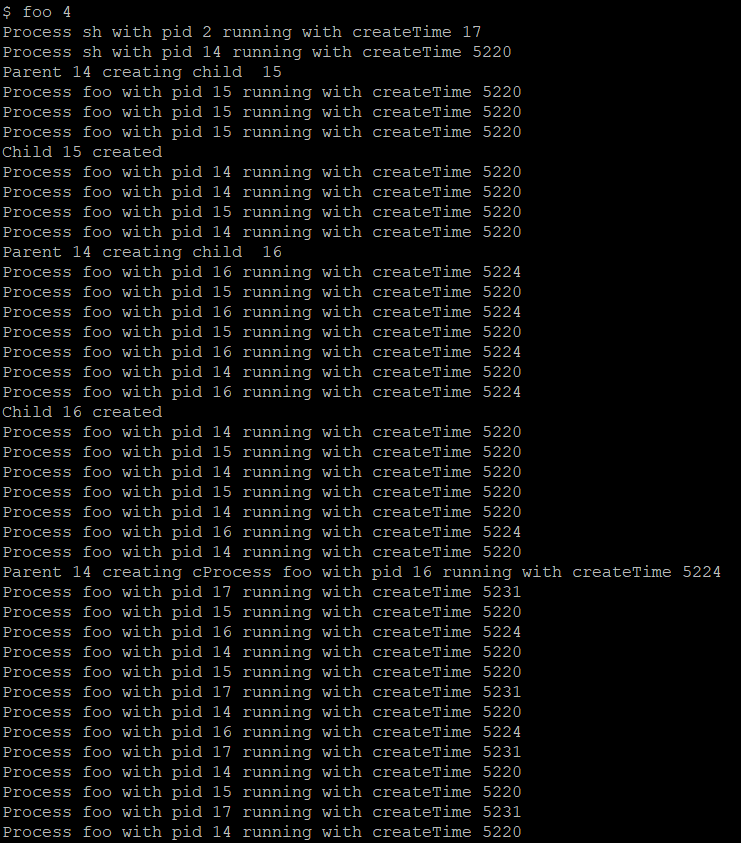 $ foo 4
Process sh with pid 2 running with createTime 17
Process sh with pid 14 running with createTime 5220
Parent 14 creating child  15
Process foo with pid 15 running with createTime 5220
Process foo with pid 15 running with createTime 5220
Process foo with pid 15 running with createTime 5220
Child 15 created
Process foo with pid 14 running with createTime 5220
Process foo with pid 14 running with createTime 5220
Process foo with pid 15 running with createTime 5220
Process foo with pid 14 running with createTime 5220
Parent 14 creating child  16
Process foo with pid 16 running with createTime 5224
Process foo with pid 15 running with createTime 5220
Process foo with pid 16 running with createTime 5224
Process foo with pid 15 running with createTime 5220
Process foo with pid 16 running with createTime 5224
Process foo with pid 14 running with createTime 5220
Process foo with pid 16 running with createTime 5224
Child 16 created
Process foo with pid 14 running with createTime 5220
Process foo with pid 15 running with createTime 5220
Process foo with pid 14 running with createTime 5220
Process foo with pid 15 running with createTime 5220
Process foo with pid 14 running with createTime 5220
Process foo with pid 16 running with createTime 5224
Process foo with pid 14 running with createTime 5220
Parent 14 creating cProcess foo with pid 16 running with createTime 5224
Process foo with pid 17 running with createTime 5231
Process foo with pid 15 running with createTime 5220
Process foo with pid 16 running with createTime 5224
Process foo with pid 14 running with createTime 5220
Process foo with pid 15 running with createTime 5220
Process foo with pid 17 running with createTime 5231
Process foo with pid 14 running with createTime 5220
Process foo with pid 16 running with createTime 5224
Process foo with pid 17 running with createTime 5231
Process foo with pid 14 running with createTime 5220
Process foo with pid 15 running with createTime 5220
Process foo with pid 17 running with createTime 5231
Process foo with pid 14 running with createTime 5220